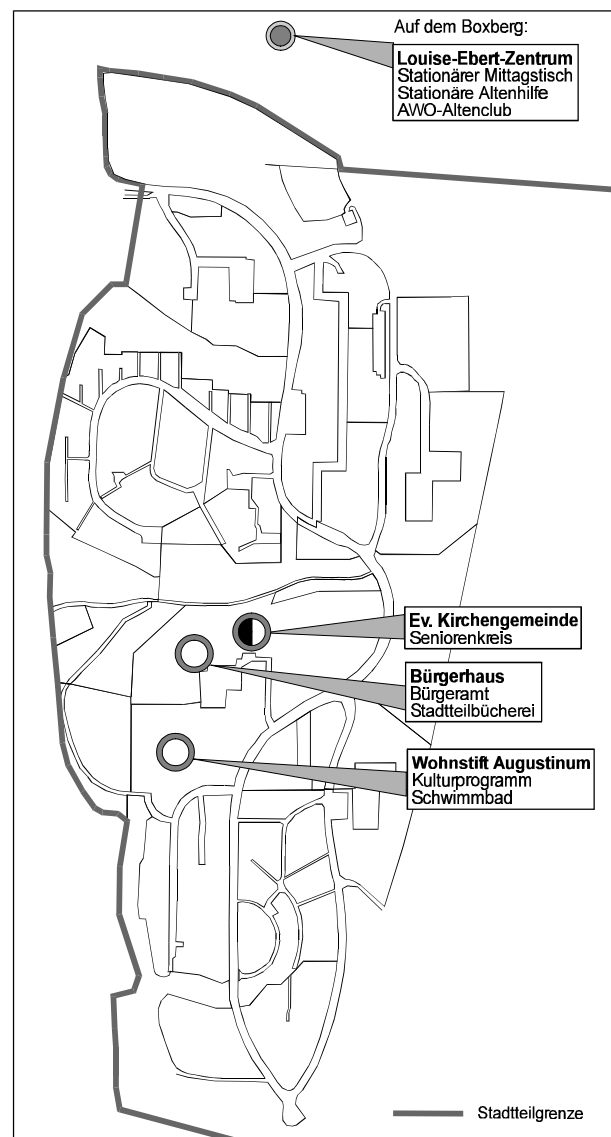 Auf dem Boxberg:
Louise-Ebert-Zentrum
Stationärer Mittagstisch
Stationäre Altenhilfe
AWO-Altenclub
Ev. Kirchengemeinde
Seniorenkreis
Bürgerhaus
Bürgeramt
Stadtteilbücherei
Wohnstift Augustinum
Kulturprogramm
Schwimmbad
Stadtteilgrenze